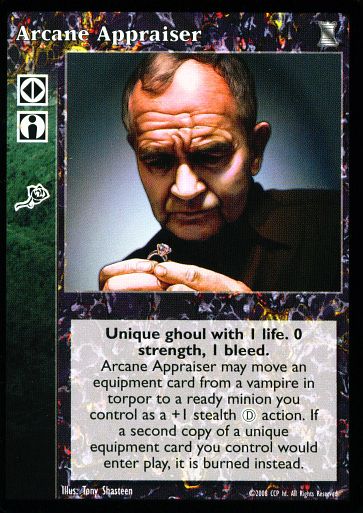 Arcane Appraiser
Unique ghoul with 1 life. 0
strength, 1 bleed.
Arcane Appraiser may move an
equipment card from a vampire in
torpor to a ready minion you
control as a +1 stealth Ⓓ action. If
a second copy of a unique
equipment card you control would
enter play, it is burned instead.
Illus: Tony Shasteen
©2008 CCP hf. All Rights Reserved.